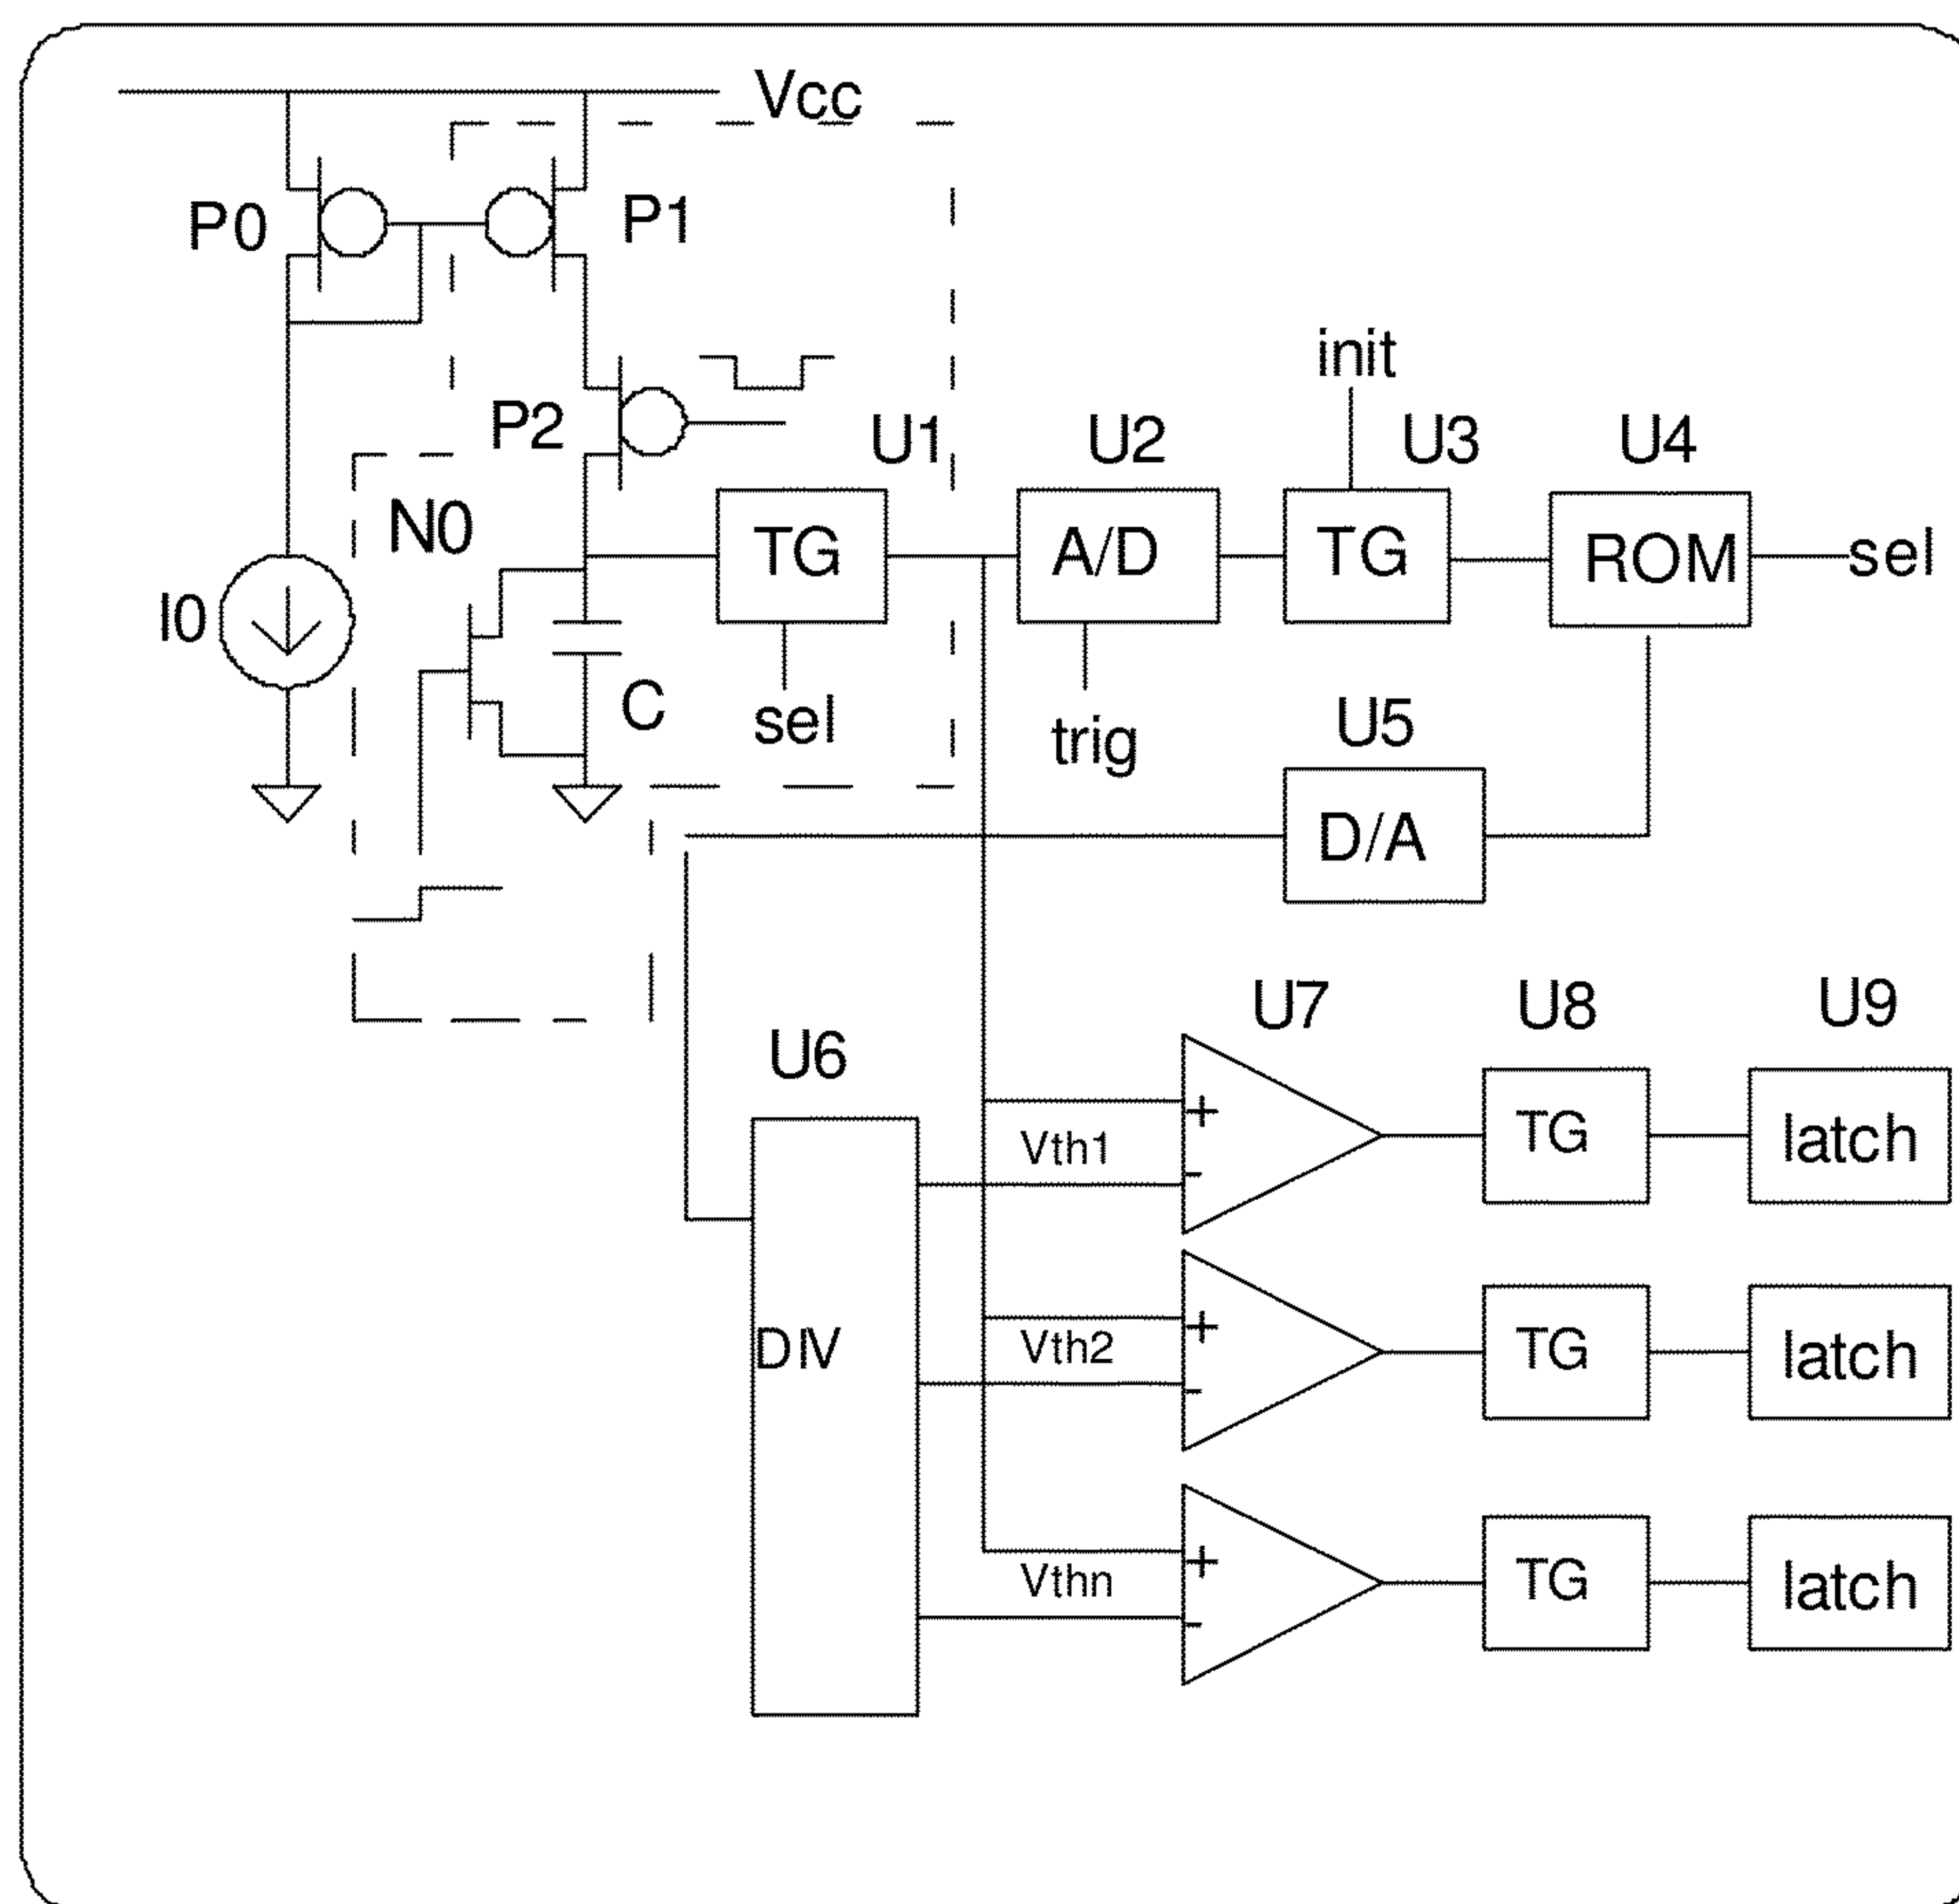 Vcc
P0 P1
init
P2 U1 U2 U3 U4
N0 TG A/D TG ROM sel
I0 C sel trig U5
D/A
U7 U8 U9
U6
+ TG latch
Vth1
-
DIV + TG latch
Vth2
-
+ TG latch
Vthn
-